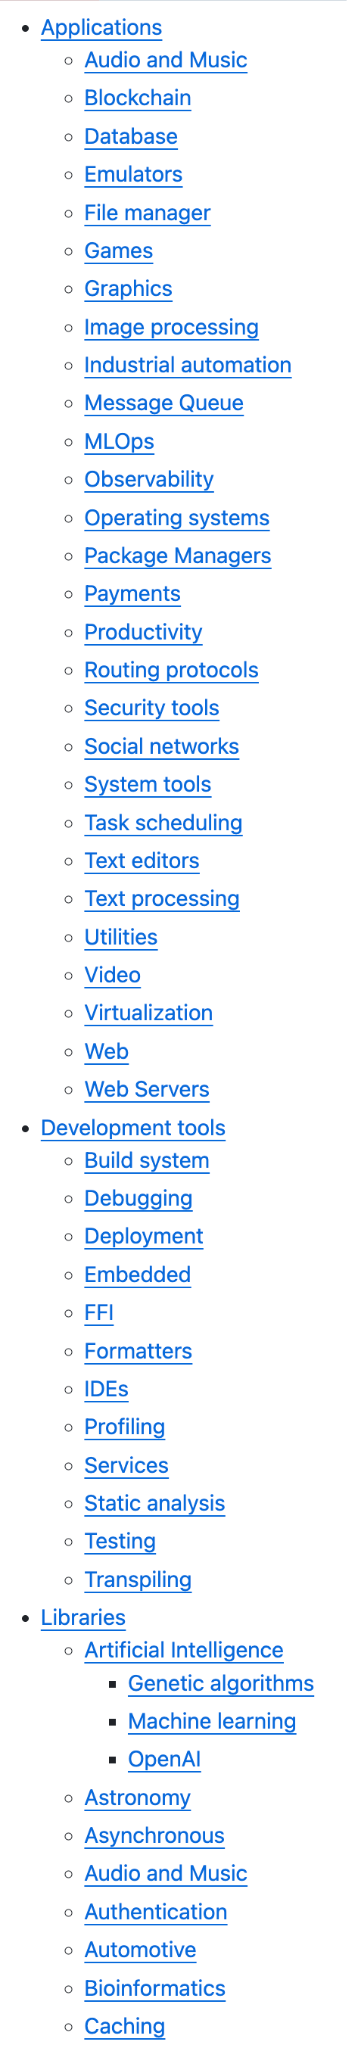 Applications
Audio and Music
Blockchain
Database
Emulators
File manager
Games
Graphics
Image processing
Industrial automation
Message Queue
MLOps
Observability
Operating systems
Package Managers
Payments
Productivity
Routing protocols
Security tools
Social networks
System tools
Task scheduling
Text editors
Text processing
Utilities
Video
Virtualization
Web
Web Servers
Development tools
Build system
Debugging
Deployment
Embedded
FFI
Formatters
IDEs
Profiling
Services
Static analysis
Testing
Transpiling
Libraries
Artificial Intelligence
Genetic algorithms
Machine learning
OpenAI
Astronomy
Asynchronous
Audio and Music
Authentication
Automotive
Bioinformatics
Caching